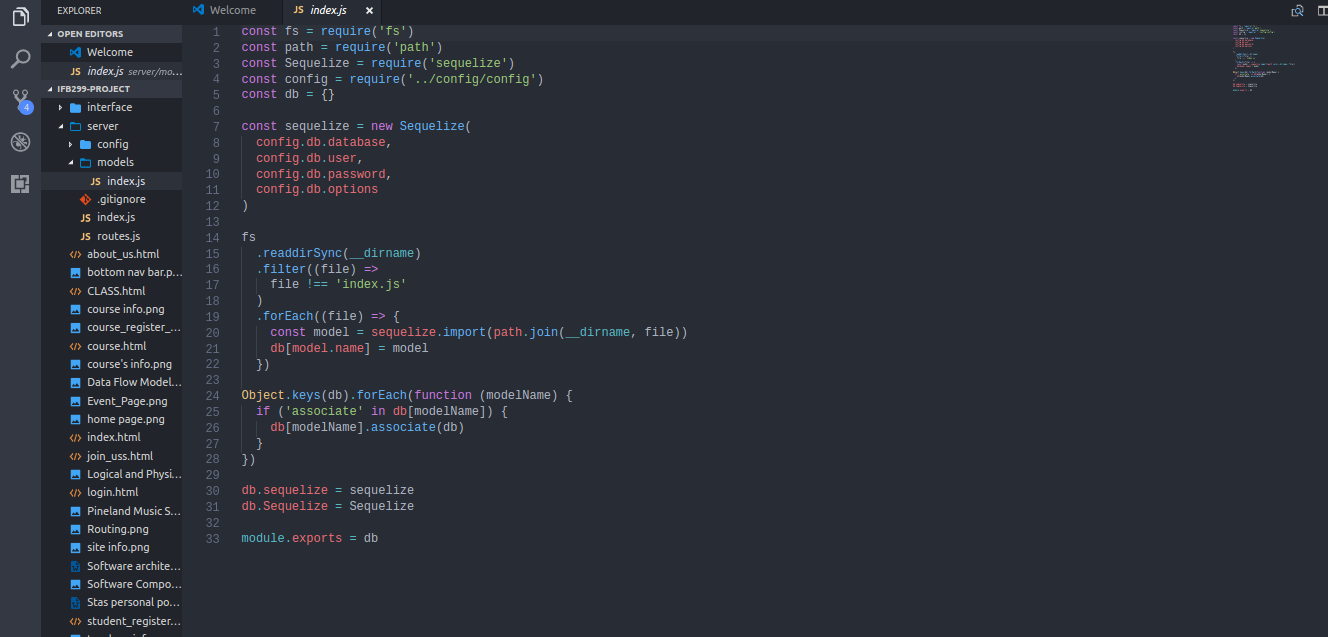 EXPLORER
OPEN EDITORS
Welcome
index.js server/mo...
4
IFB299-PROJECT
interface
server
config
models
index.js
.gitignore
index.js
routes.js
about_us.html
bottom nav bar.p...
CLASS.html
course info.png
course_register_...
course.html
course's info.png
Data Flow Model...
Event_Page.png
home page.png
index.html
join_uss.html
Logical and Physi...
login.html
Pineland Music S...
Routing.png
site info.png
Software archite...
Software Compo...
Stas personal po...
student_register...
Welcome
JS index.js ×
1 const fs = require('fs')
2 const path = require('path')
3 const Sequelize = require('sequelize')
4 const config = require('../config/config')
5 const db = {}
6
7 const sequelize = new Sequelize(
8   config.db.database,
9   config.db.user,
10   config.db.password,
11   config.db.options
12 )
13
14 fs
15   .readdirSync(__dirname)
16   .filter((file) =>
17     file !== 'index.js'
18   )
19   .forEach((file) => {
20     const model = sequelize.import(path.join(__dirname, file))
21     db[model.name] = model
22   })
23
24 Object.keys(db).forEach(function (modelName) {
25   if ('associate' in db[modelName]) {
26     db[modelName].associate(db)
27   }
28 })
29
30 db.sequelize = sequelize
31 db.Sequelize = Sequelize
32
33 module.exports = db